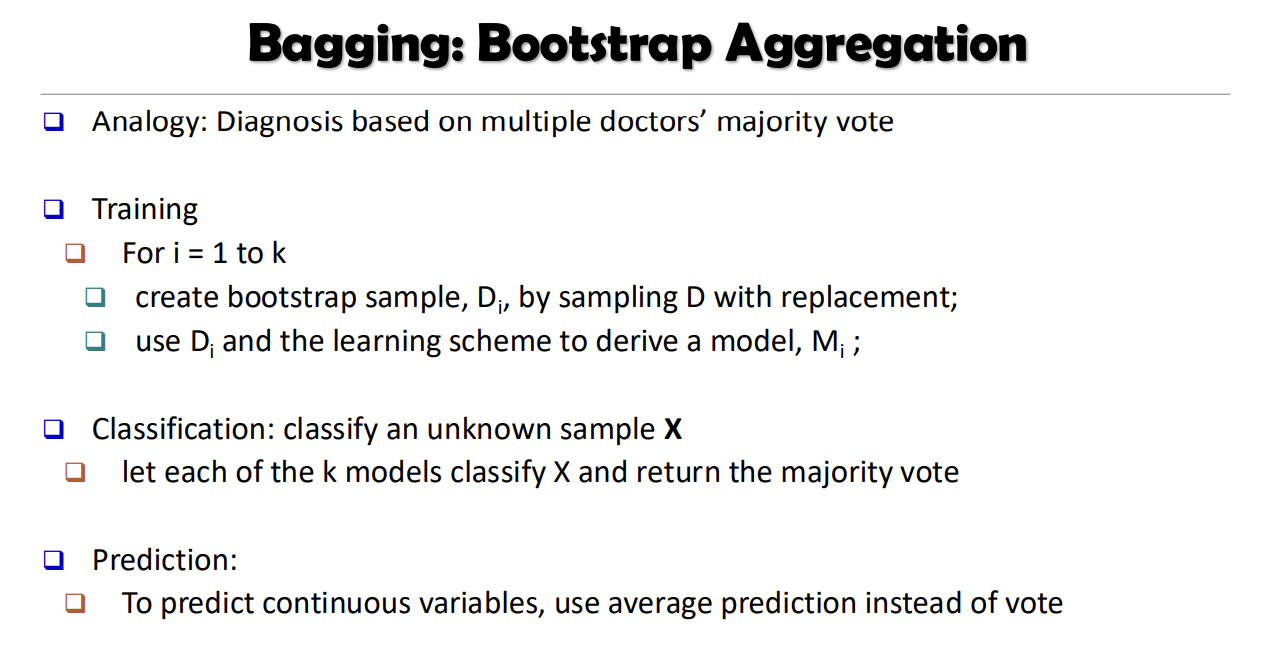 Bagging: Bootstrap Aggregation
Analogy: Diagnosis based on multiple doctors’ majority vote
Training
For i = 1 to k
create bootstrap sample, Di, by sampling D with replacement;
use Di and the learning scheme to derive a model, Mi ;
Classification: classify an unknown sample X
let each of the k models classify X and return the majority vote
Prediction:
To predict continuous variables, use average prediction instead of vote